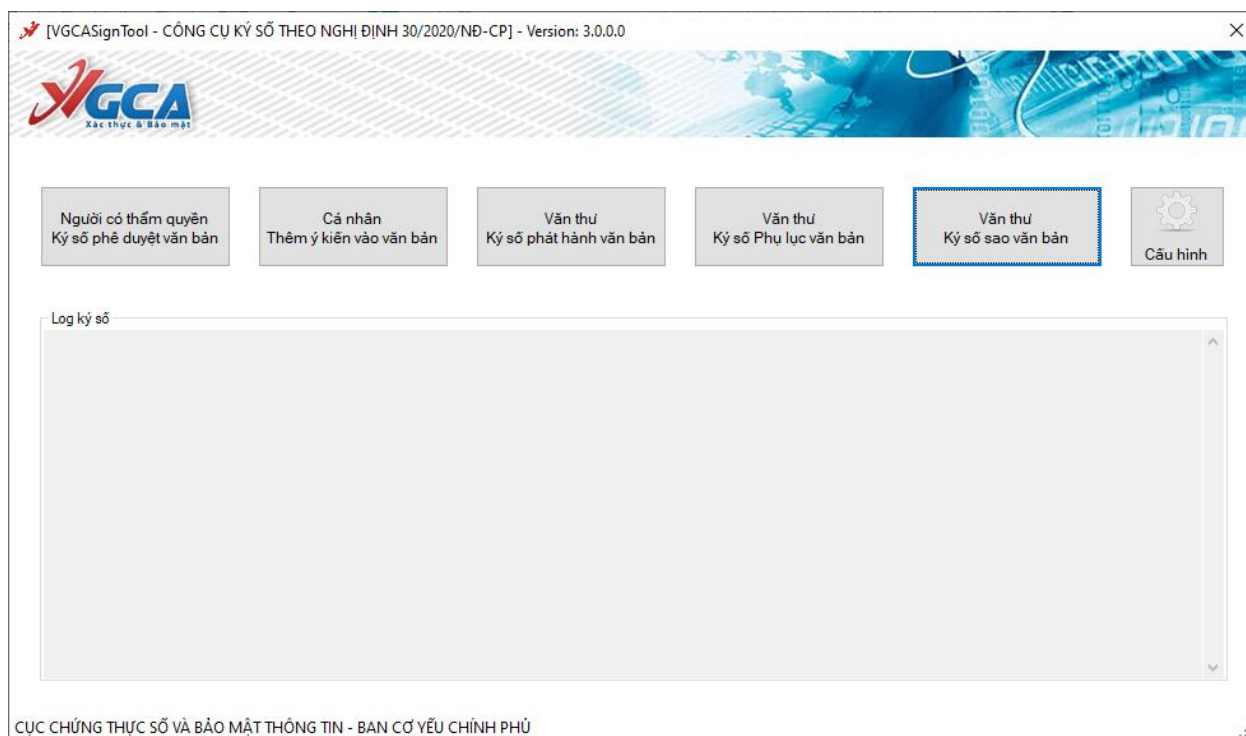 [VGCASignTool - CÔNG CỤ KÝ SỐ THEO NGHỊ ĐỊNH 30/2020/NĐ-CP] - Version: 3.0.0.0
VGCA
Xác thực & Bảo mật
Người có thẩm quyền
Ký số phê duyệt văn bản
Cá nhân
Thêm ý kiến vào văn bản
Văn thư
Ký số phát hành văn bản
Văn thư
Ký số Phụ lục văn bản
Văn thư
Ký số sao văn bản
Cấu hình
Log ký số
CỤC CHỨNG THỰC SỐ VÀ BẢO MẬT THÔNG TIN - BAN CƠ YẾU CHÍNH PHỦ